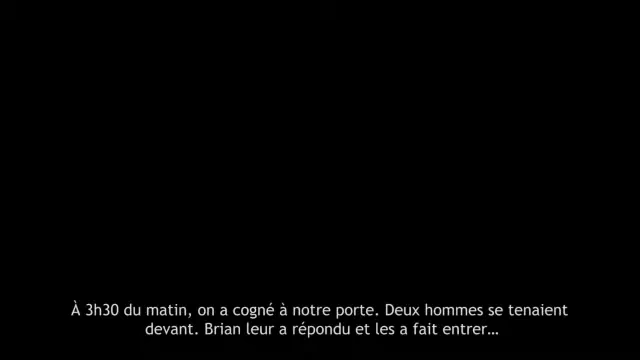 À 3h30 du matin, on a cogné à notre porte. Deux hommes se tenaient
devant. Brian leur a répondu et les a fait entrer…